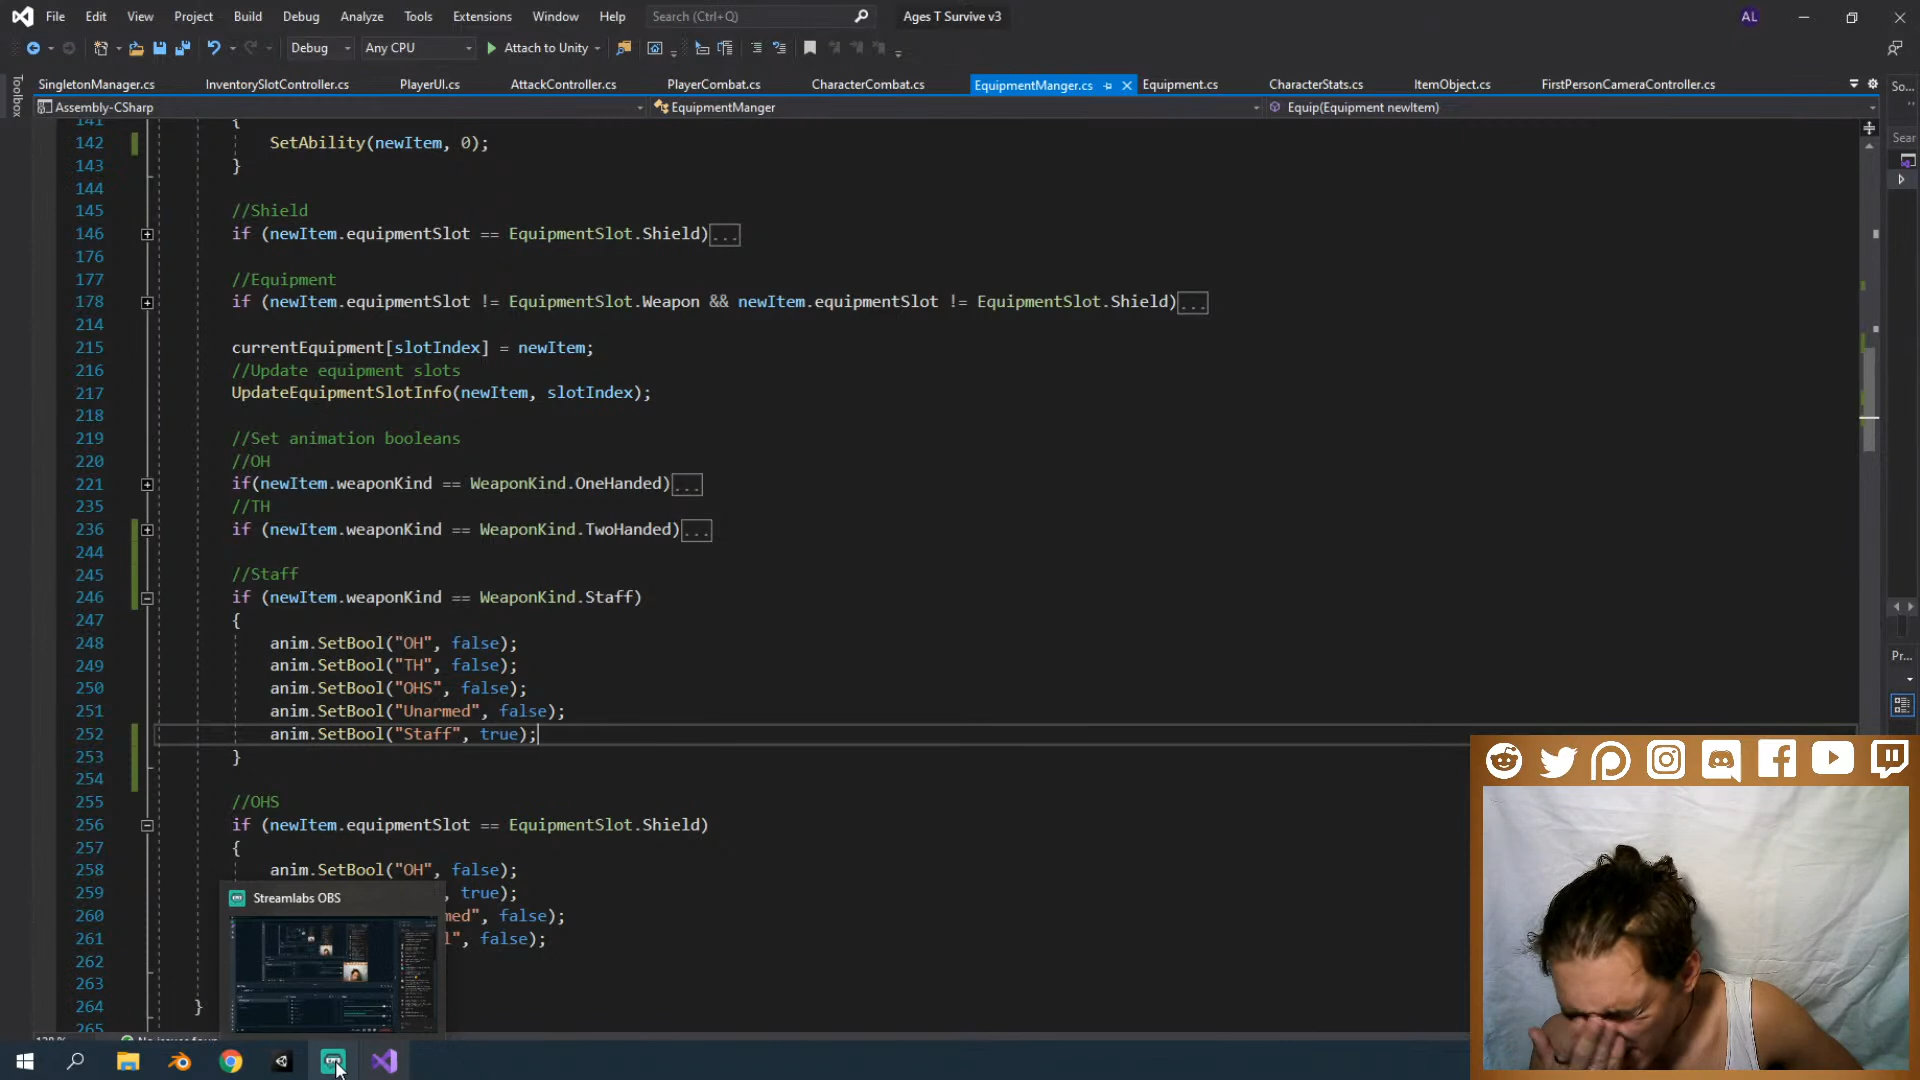 File Edit View Project Build Debug Analyze Tools Extensions Window Help Search (Ctrl+Q) Ages T Survive v3 AL
Debug Any CPU Attach to Unity
SingletonManager.cs InventorySlotController.cs PlayerUI.cs AttackController.cs PlayerCombat.cs CharacterCombat.cs EquipmentManger.cs Equipment.cs CharacterStats.cs ItemObject.cs FirstPersonCameraController.cs So...
Toolbox
Assembly-CSharp EquipmentManger Equip(Equipment newItem)
141 {
142 SetAbility(newItem, 0);
143 }
144
145 //Shield
146 if (newItem.equipmentSlot == EquipmentSlot.Shield)...
176
177 //Equipment
178 if (newItem.equipmentSlot != EquipmentSlot.Weapon && newItem.equipmentSlot != EquipmentSlot.Shield)...
214
215 currentEquipment[slotIndex] = newItem;
216 //Update equipment slots
217 UpdateEquipmentSlotInfo(newItem, slotIndex);
218
219 //Set animation booleans
220 //OH
221 if(newItem.weaponKind == WeaponKind.OneHanded)...
235 //TH
236 if (newItem.weaponKind == WeaponKind.TwoHanded)...
244
245 //Staff
246 if (newItem.weaponKind == WeaponKind.Staff)
247 {
248 anim.SetBool("OH", false);
249 anim.SetBool("TH", false);
250 anim.SetBool("OHS", false);
251 anim.SetBool("Unarmed", false);
252 anim.SetBool("Staff", true);
253 }
254
255 //OHS
256 if (newItem.equipmentSlot == EquipmentSlot.Shield)
257 {
258 anim.SetBool("OH", false);
259 , true);
260 med", false);
261 l", false);
262
263
264 }
265
Streamlabs OBS
Sear
Pr...